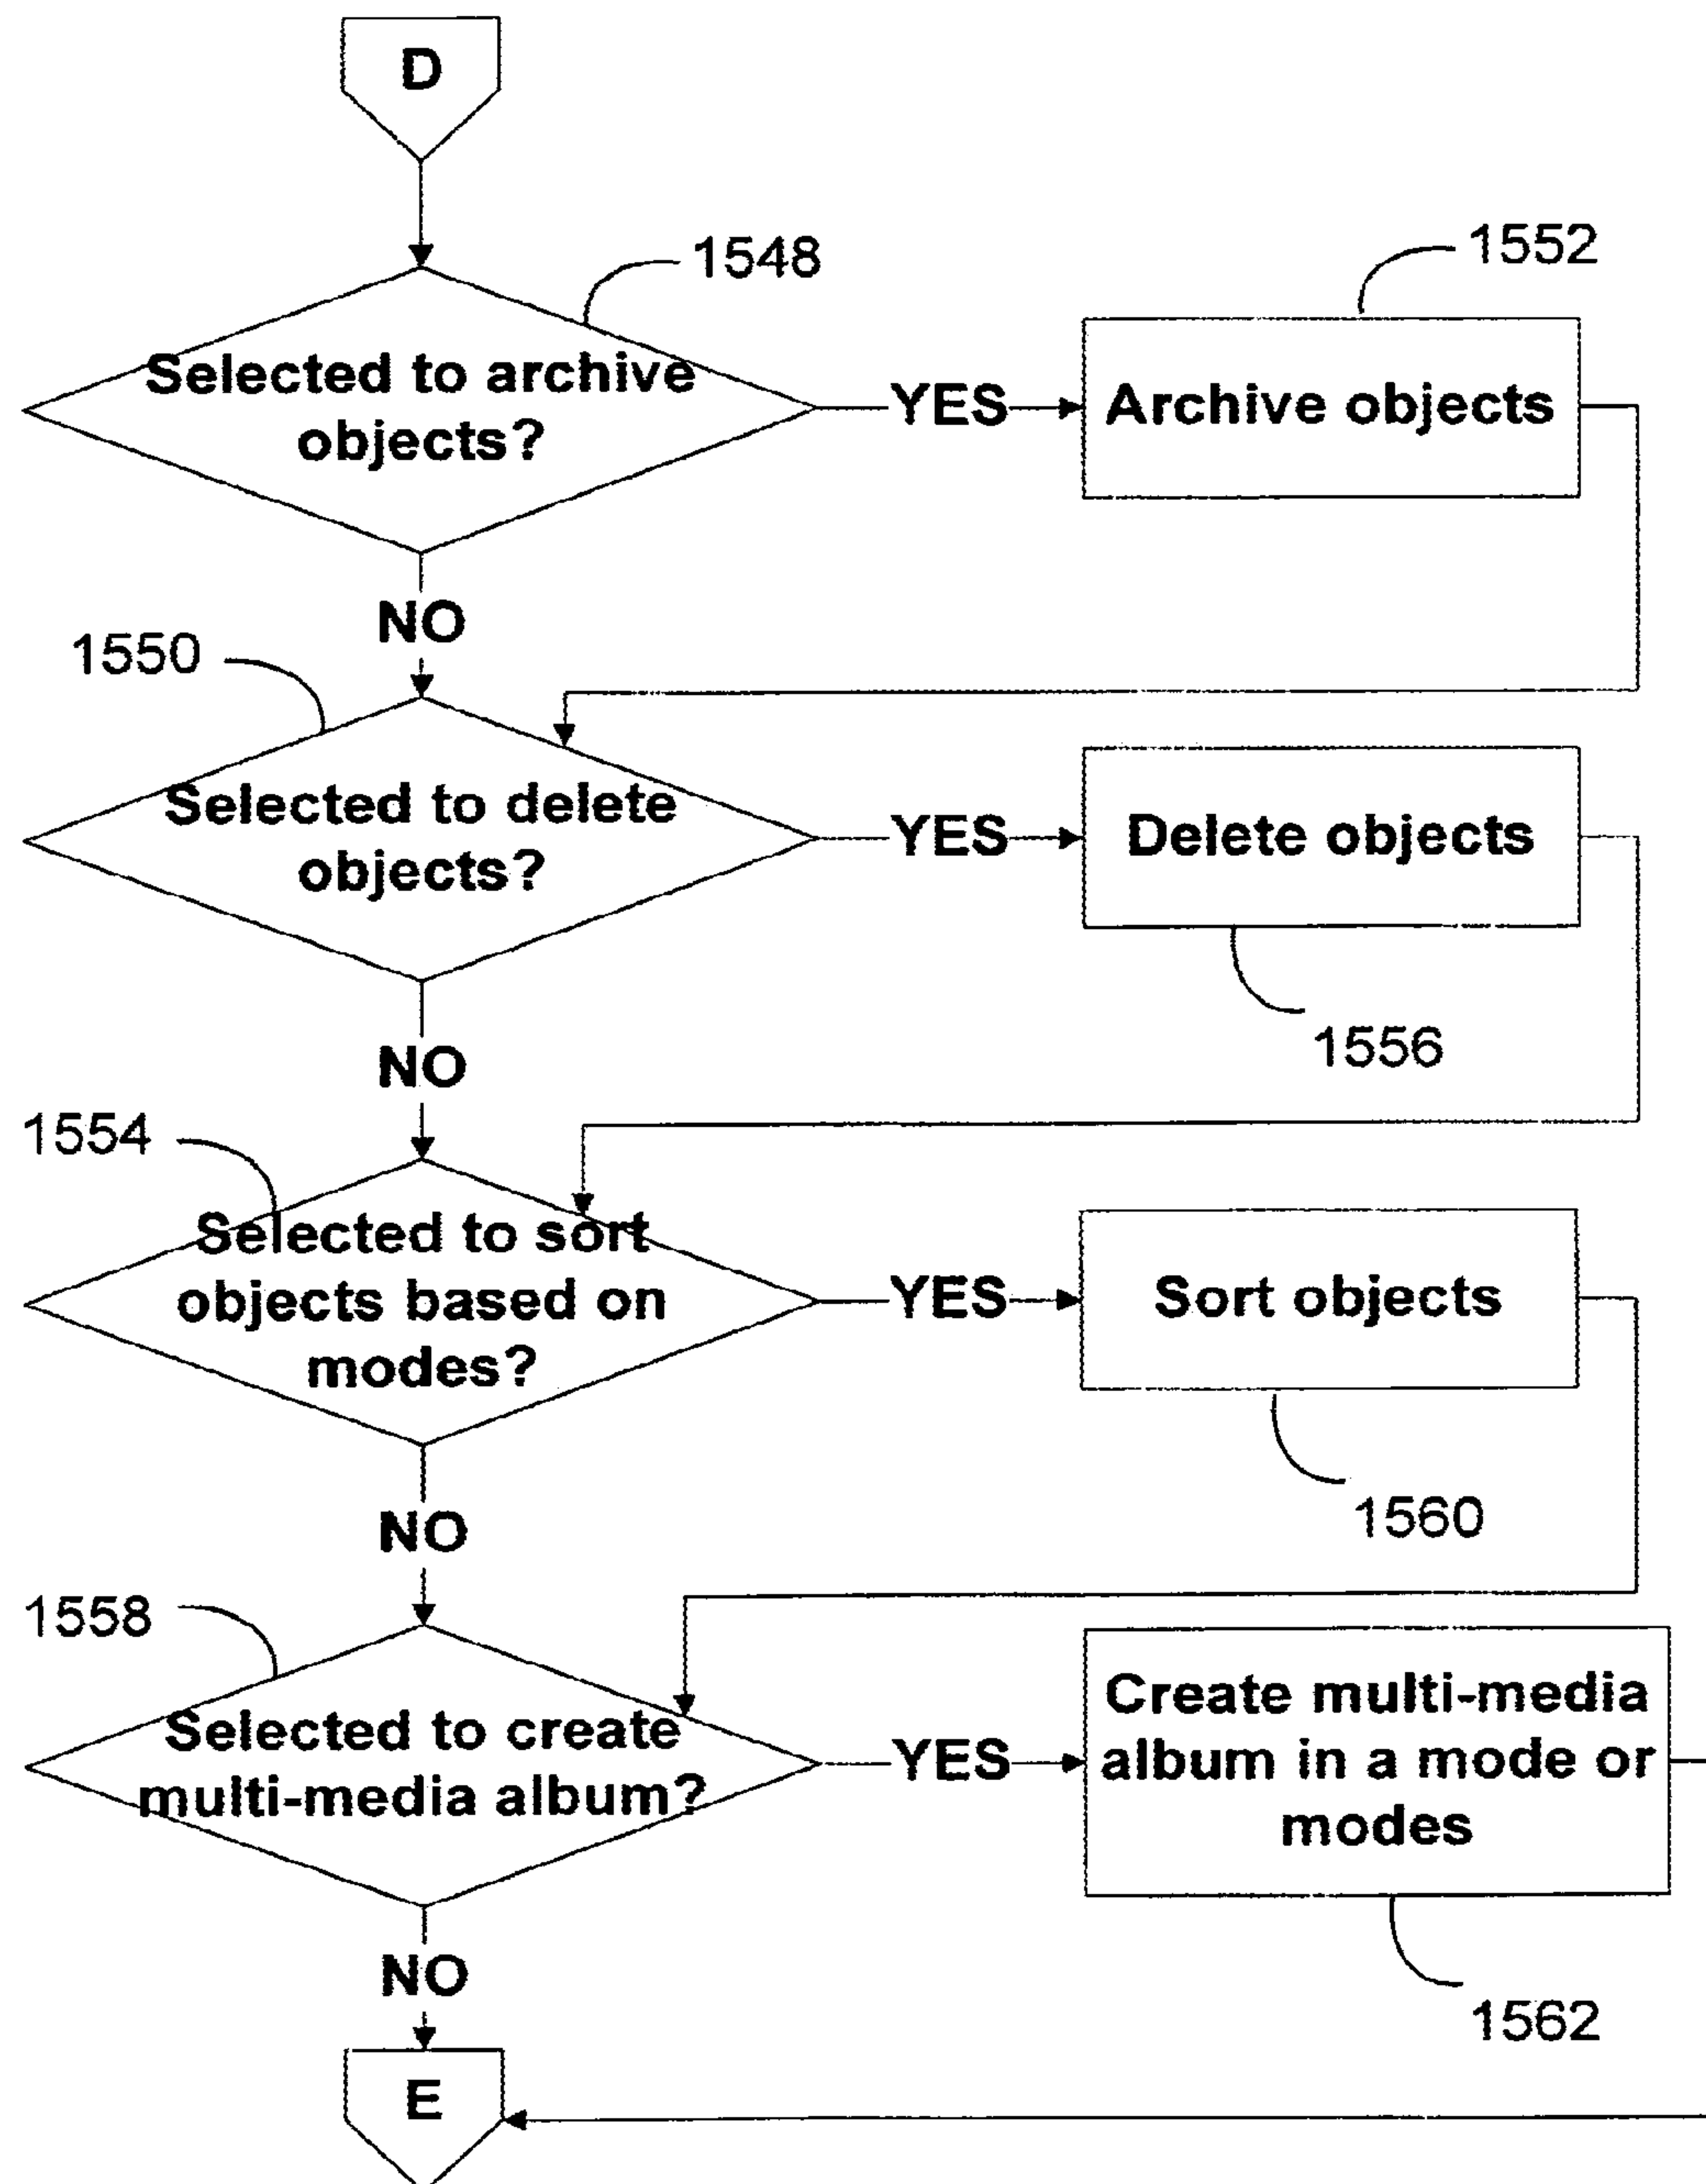 D
1548
1552
Selected to archive
objects?
YES
Archive objects
NO
1550
Selected to delete
objects?
YES
Delete objects
1556
NO
1554
Selected to sort
objects based on
modes?
YES
Sort objects
1560
NO
1558
Selected to create
multi-media album?
YES
Create multi-media
album in a mode or
modes
1562
NO
E